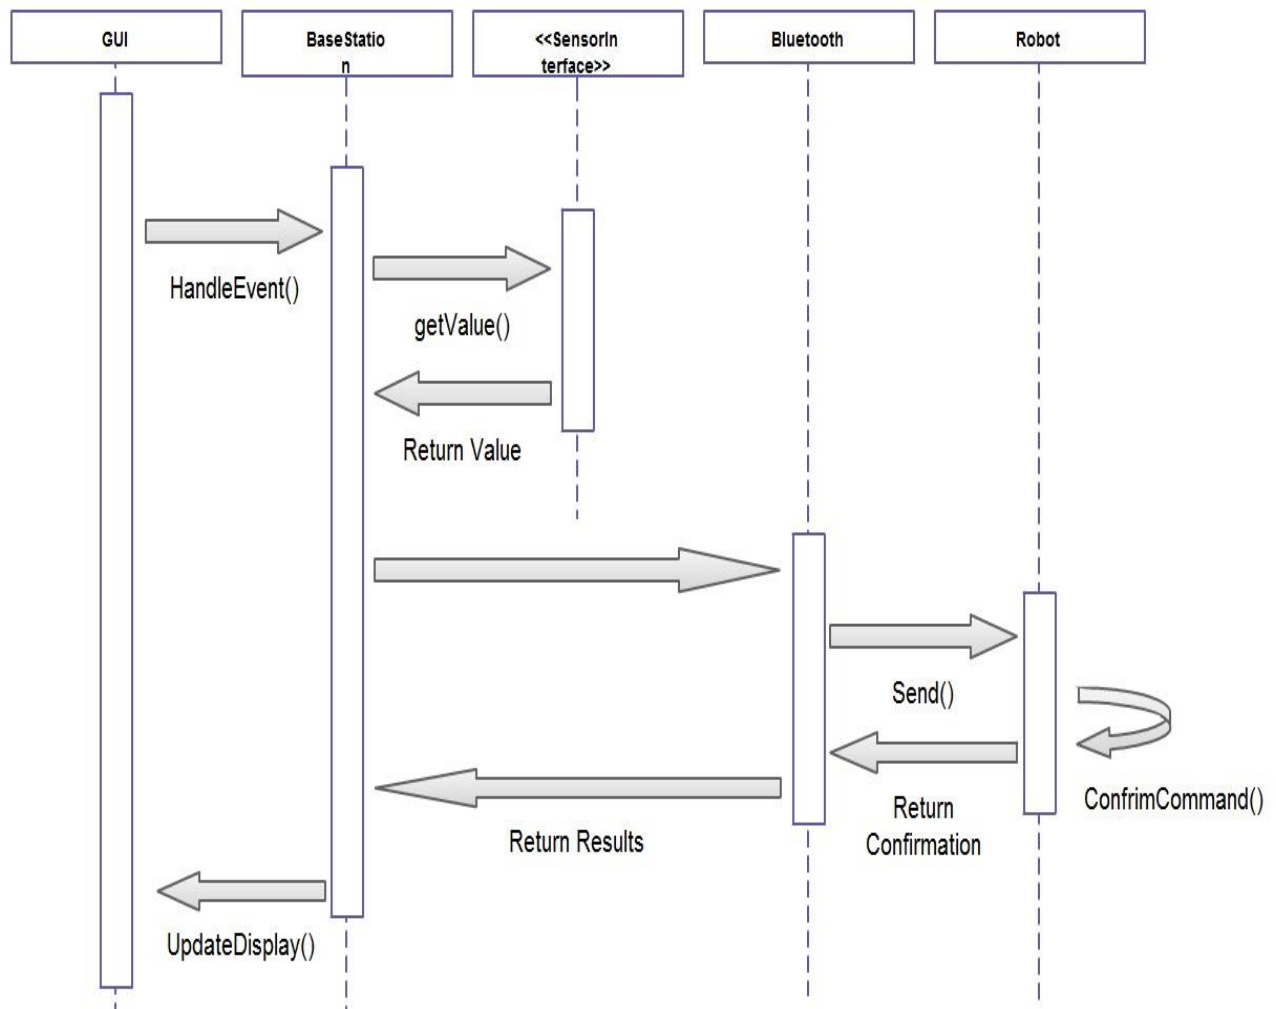 GUI
BaseStatio
n
<<SensorIn
terface>>
Bluetooth
Robot
HandleEvent()
getValue()
Return Value
Send()
ConfrimCommand()
Return
Confirmation
Return Results
UpdateDisplay()